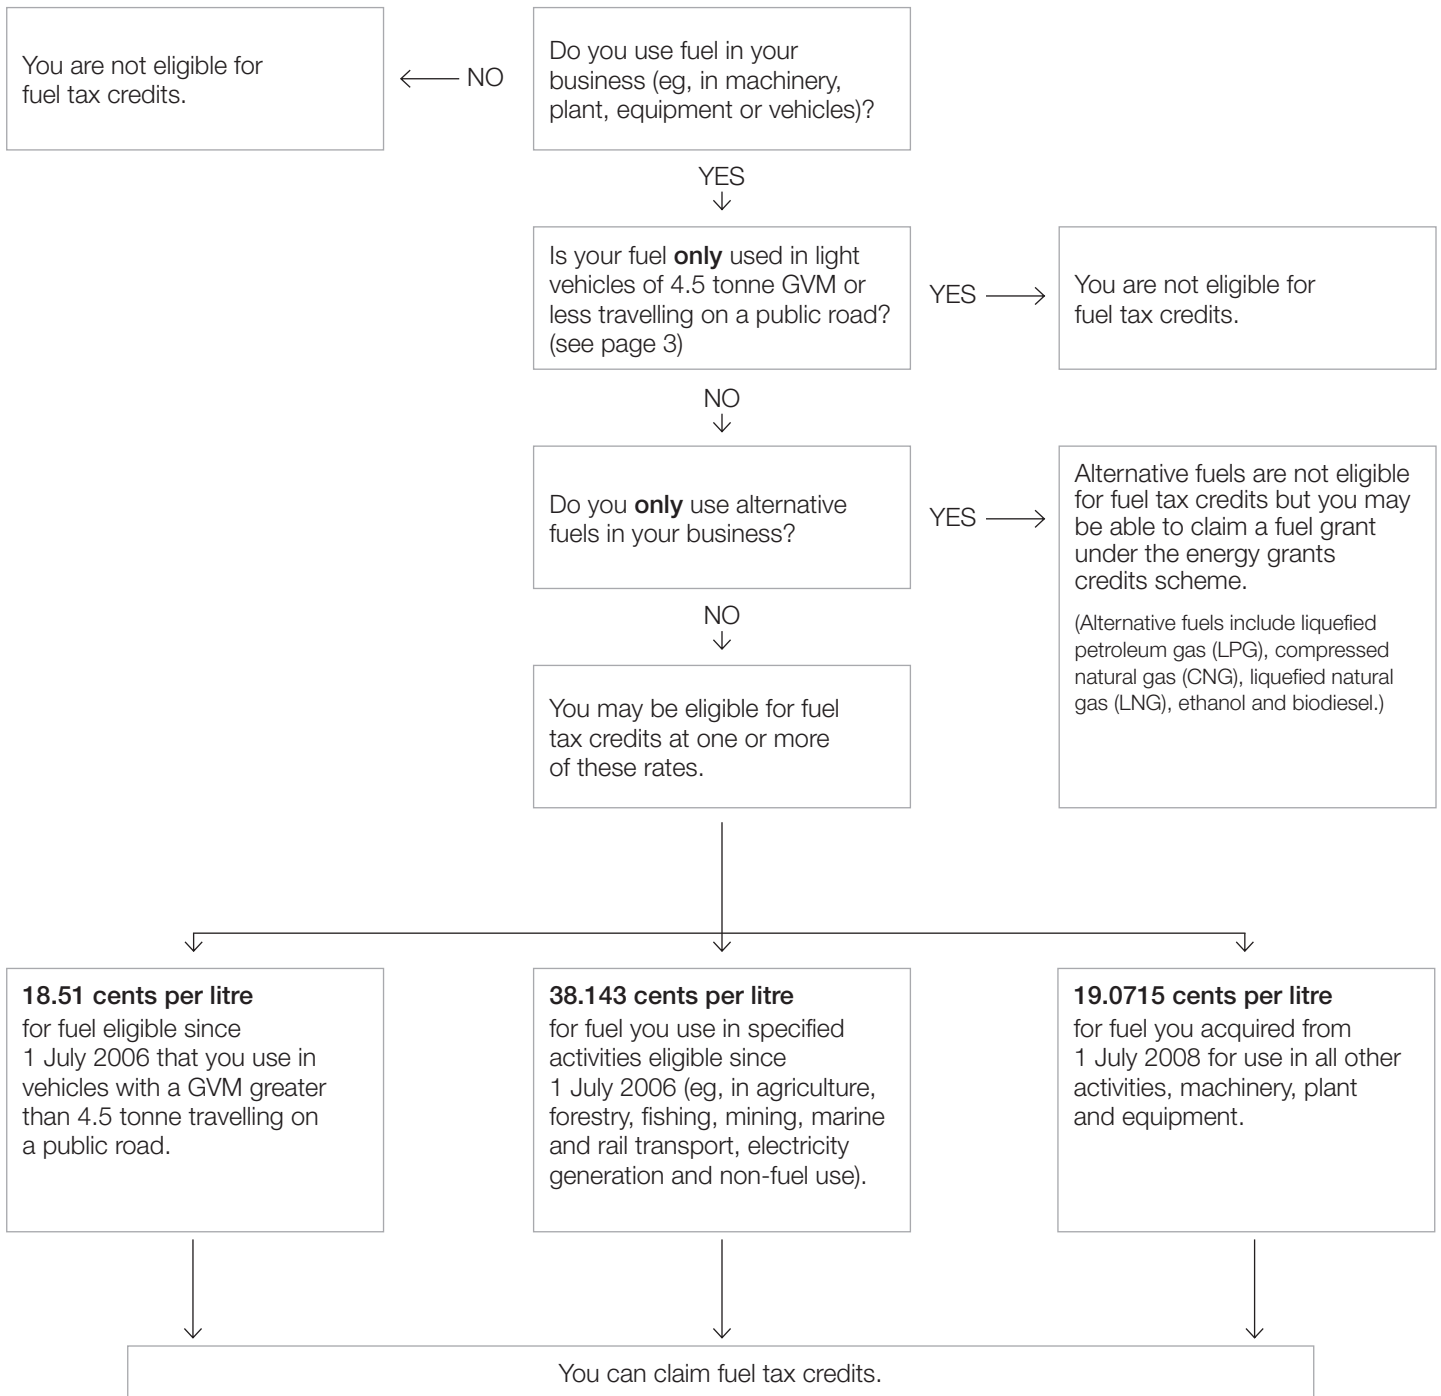 You are not eligible for
fuel tax credits.
NO
Do you use fuel in your
business (eg, in machinery,
plant, equipment or vehicles)?
YES
Is your fuel only used in light
vehicles of 4.5 tonne GVM or
less travelling on a public road?
(see page 3)
YES
You are not eligible for
fuel tax credits.
NO
Do you only use alternative
fuels in your business?
YES
Alternative fuels are not eligible
for fuel tax credits but you may
be able to claim a fuel grant
under the energy grants
credits scheme.
(Alternative fuels include liquefied
petroleum gas (LPG), compressed
natural gas (CNG), liquefied natural
gas (LNG), ethanol and biodiesel.)
NO
You may be eligible for fuel
tax credits at one or more
of these rates.
18.51 cents per litre
for fuel eligible since
1 July 2006 that you use in
vehicles with a GVM greater
than 4.5 tonne travelling on
a public road.
38.143 cents per litre
for fuel you use in specified
activities eligible since
1 July 2006 (eg, in agriculture,
forestry, fishing, mining, marine
and rail transport, electricity
generation and non-fuel use).
19.0715 cents per litre
for fuel you acquired from
1 July 2008 for use in all other
activities, machinery, plant
and equipment.
You can claim fuel tax credits.